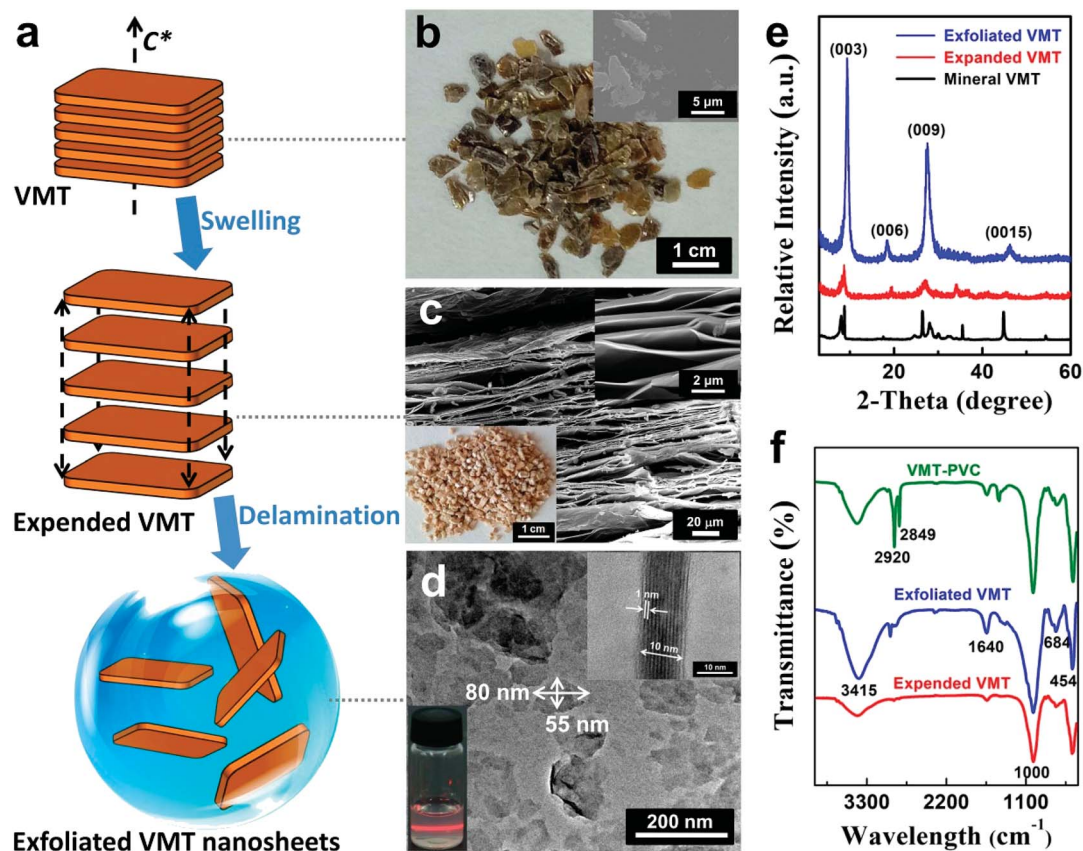 a
C*
VMT
Swelling
Expended VMT
Delamination
Exfoliated VMT nanosheets
b
5 μm
1 cm
c
2 μm
1 cm
20 μm
d
1 nm
10 nm
10 nm
80 nm
55 nm
200 nm
e
Exfoliated VMT
Expanded VMT
Mineral VMT
(003)
(009)
(006)
(0015)
Relative Intensity (a.u.)
0 20 40 60
2-Theta (degree)
f
VMT-PVC
2849
2920
Exfoliated VMT
1640
684
3415
454
Expended VMT
1000
Transmittance (%)
3300 2200 1100
Wavelength (cm⁻¹)